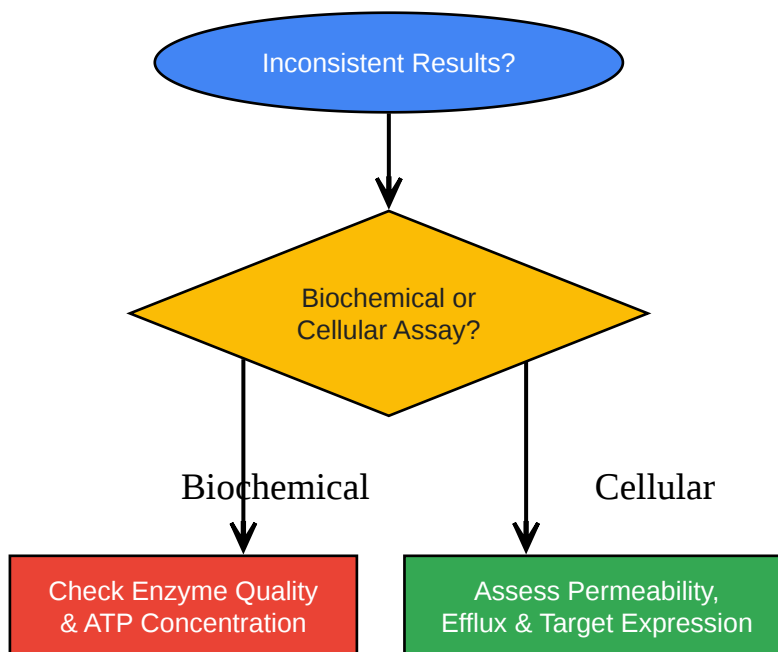 Inconsistent Results?
Biochemical or
Cellular Assay?
Biochemical
Cellular
Check Enzyme Quality
& ATP Concentration
Assess Permeability,
Efflux & Target Expression